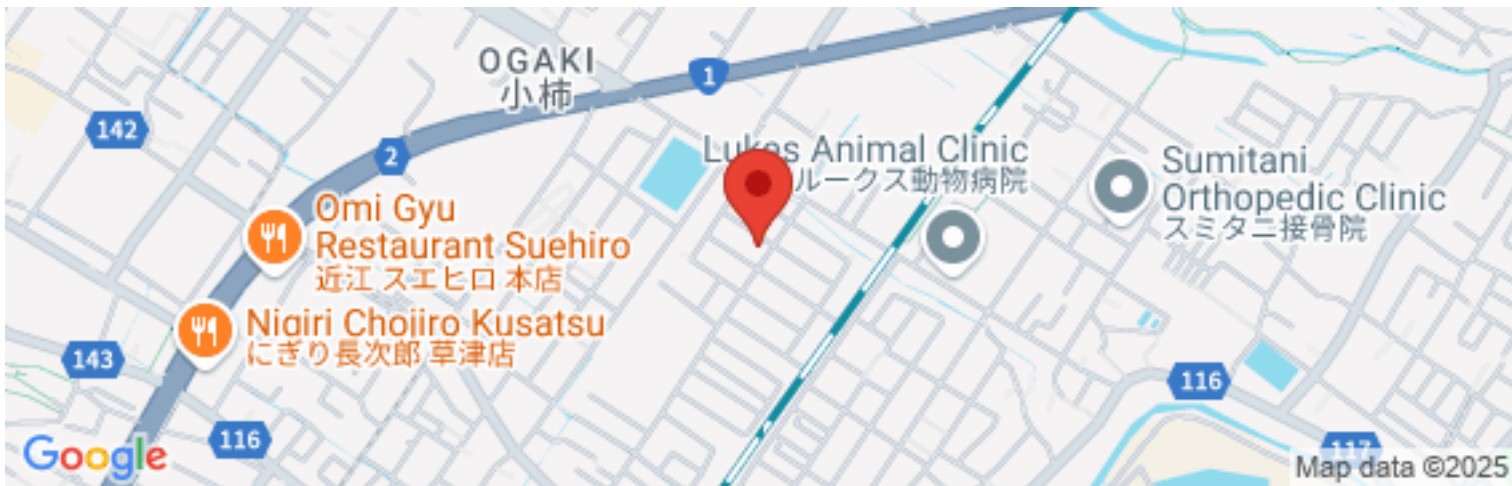 OGAKI
小柿
1
142
2
Lukes Animal Clinic
ルークス動物病院
Sumitani
Orthopedic Clinic
スミタニ接骨院
Omi Gyu
Restaurant Suehiro
近江 スエヒロ 本店
Nigiri Chojiro Kusatsu
にぎり長次郎 草津店
143
116
116
117
Google
Map data ©2025